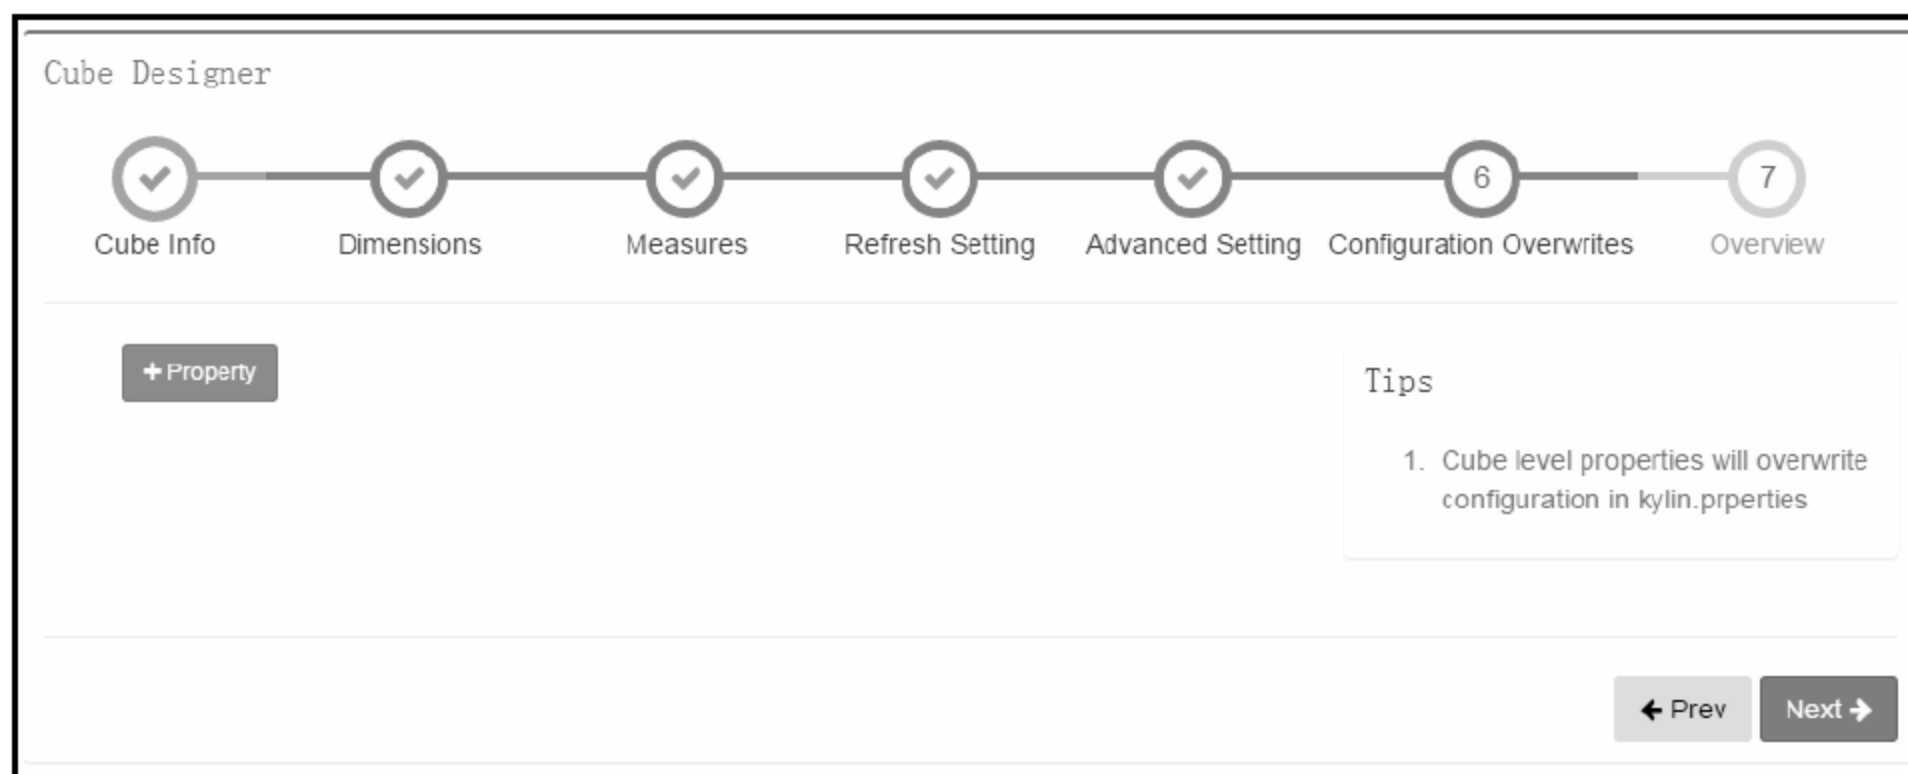 Cube Designer
6
7
Cube Info
Dimensions
Measures
Refresh Setting
Advanced Setting
Configuration Overwrites
Overview
+ Property
Tips
1. Cube level properties will overwrite
configuration in kylin.prperties
Prev
Next